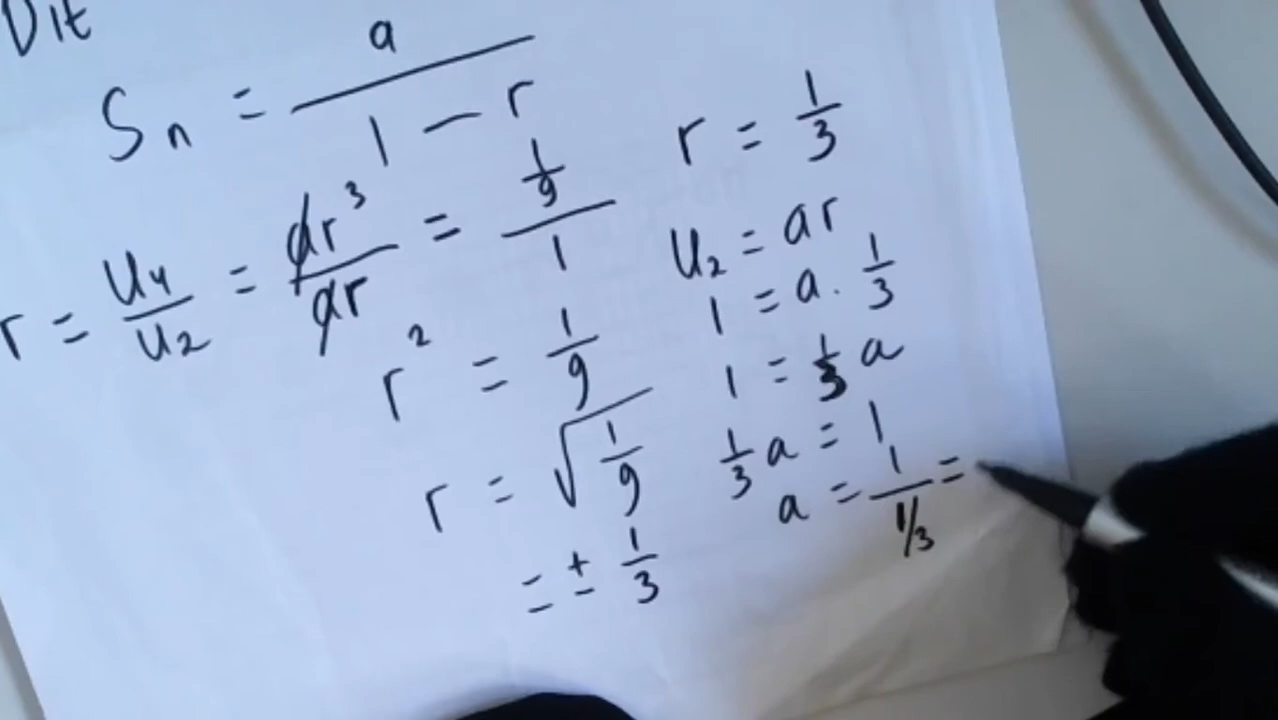 Dit
Sn = a / 1 − r
r = u4/u2 = ar³/ar = 1/9 / 1
r² = 1/9
r = √1/9
= ± 1/3
r = 1/3
u2 = ar
1 = a . 1/3
1 = 1/3 a
1/3 a = 1
a = 1 / 1/3 =